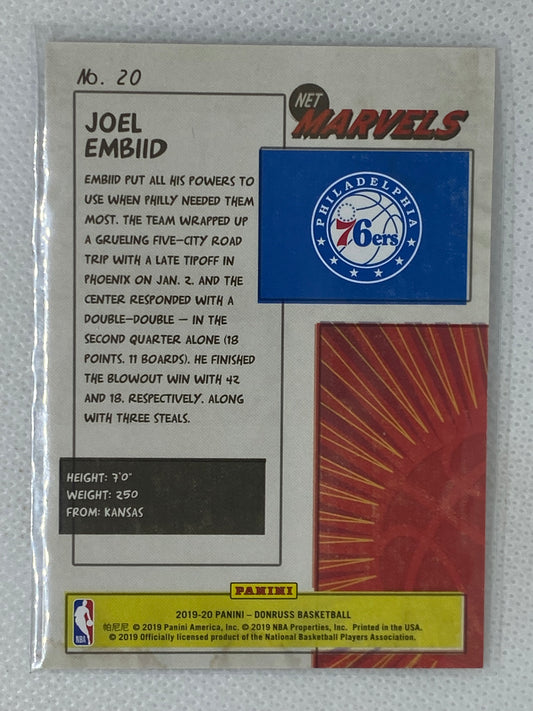 No. 20
NET
MARVELS
JOEL
EMBIID
EMBIID PUT ALL HIS POWERS TO
USE WHEN PHILLY NEEDED THEM
MOST. THE TEAM WRAPPED UP
A GRUELING FIVE-CITY ROAD
TRIP WITH A LATE TIPOFF IN
PHOENIX ON JAN. 2. AND THE
CENTER RESPONDED WITH A
DOUBLE-DOUBLE — IN THE
SECOND QUARTER ALONE (18
POINTS. 11 BOARDS). HE FINISHED
THE BLOWOUT WIN WITH 42
AND 18. RESPECTIVELY. ALONG
WITH THREE STEALS.
PHILADELPHIA
76ers
HEIGHT: 7'0"
WEIGHT: 250
FROM: KANSAS
PANINI
NBA
2019-20 PANINI – DONRUSS BASKETBALL
帕尼尼 © 2019 Panini America, Inc. © 2019 NBA Properties, Inc. Printed in the USA.
© 2019 Officially licensed product of the National Basketball Players Association.